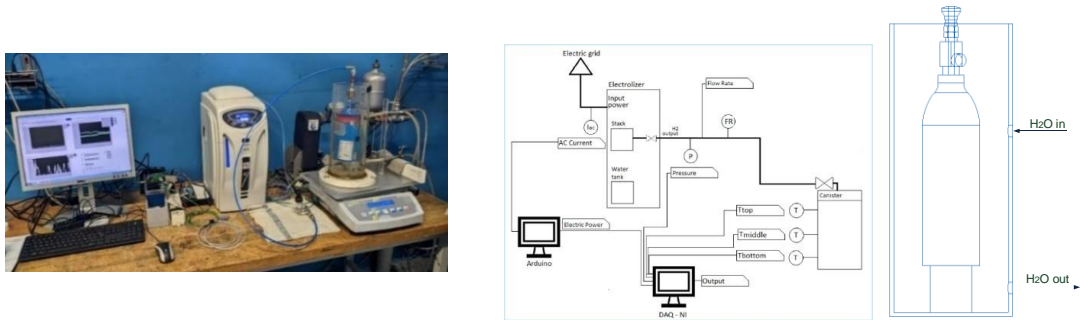 Electric grid
Electrolizer
Input
power
Flow Rate
Stack
H2
output
FR
Iac
AC Current
P
Water
tank
Pressure
Canister
Ttop
T
Electric Power
Tmiddle
T
Arduino
Tbottom
T
Output
DAQ - NI
H2O in
H2O out